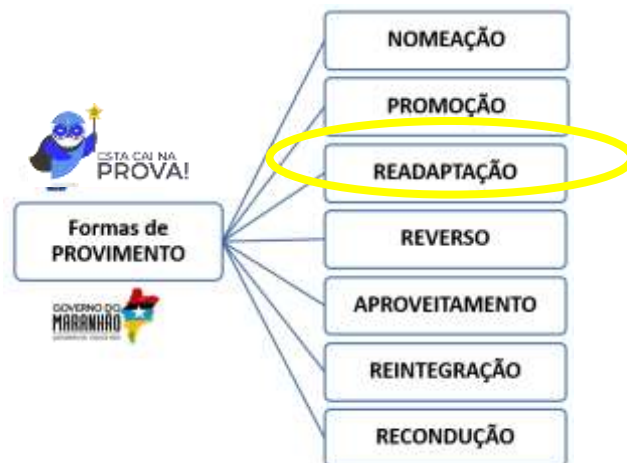 NOMEAÇÃO
PROMOÇÃO
ESTA CAI NA
PROVA!
READAPTAÇÃO
Formas de
PROVIMENTO
REVERSO
GOVERNO DO
MARANHÃO
APROVEITAMENTO
REINTEGRAÇÃO
RECONDUÇÃO